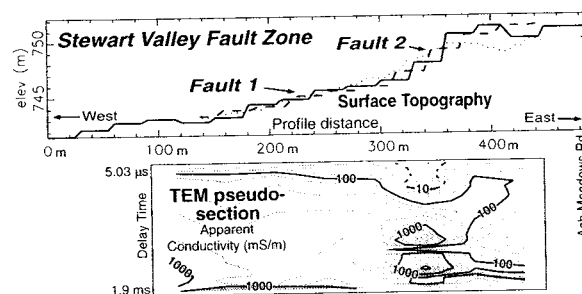 Stewart Valley Fault Zone
Fault 2
Fault 1
750
745
elev (m)
West
Surface Topography
Profile distance
East
0 m
100 m
200 m
300 m
400 m
Ash Meadows Rd
5.03 µs
Delay Time
1.9 ms
TEM pseudo-
section
Apparent
Conductivity (mS/m)
100
10
100
1000
100
1000
1000
1000